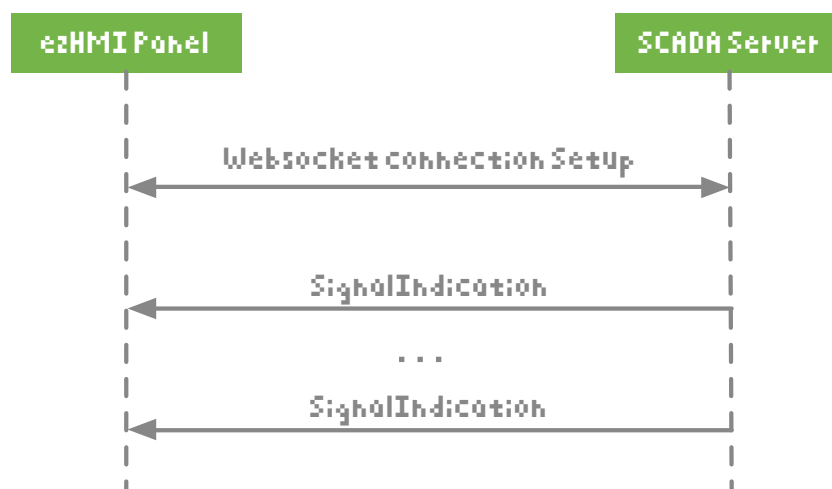 ezHMI Panel
SCADA Server
Websocket connection Setup
SignalIndication
...
SignalIndication